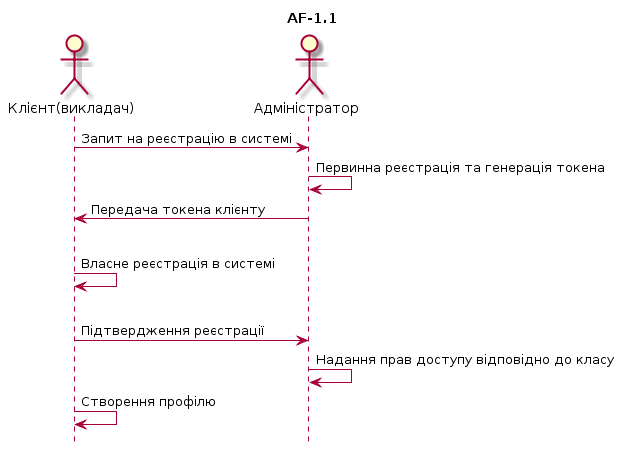 AF-1.1
Клієнт(викладач)
Адміністратор
Запит на реєстрацію в системі
Первинна реєстрація та генерація токена
Передача токена клієнту
Власне реєстрація в системі
Підтвердження реєстрації
Надання прав доступу відповідно до класу
Створення профілю